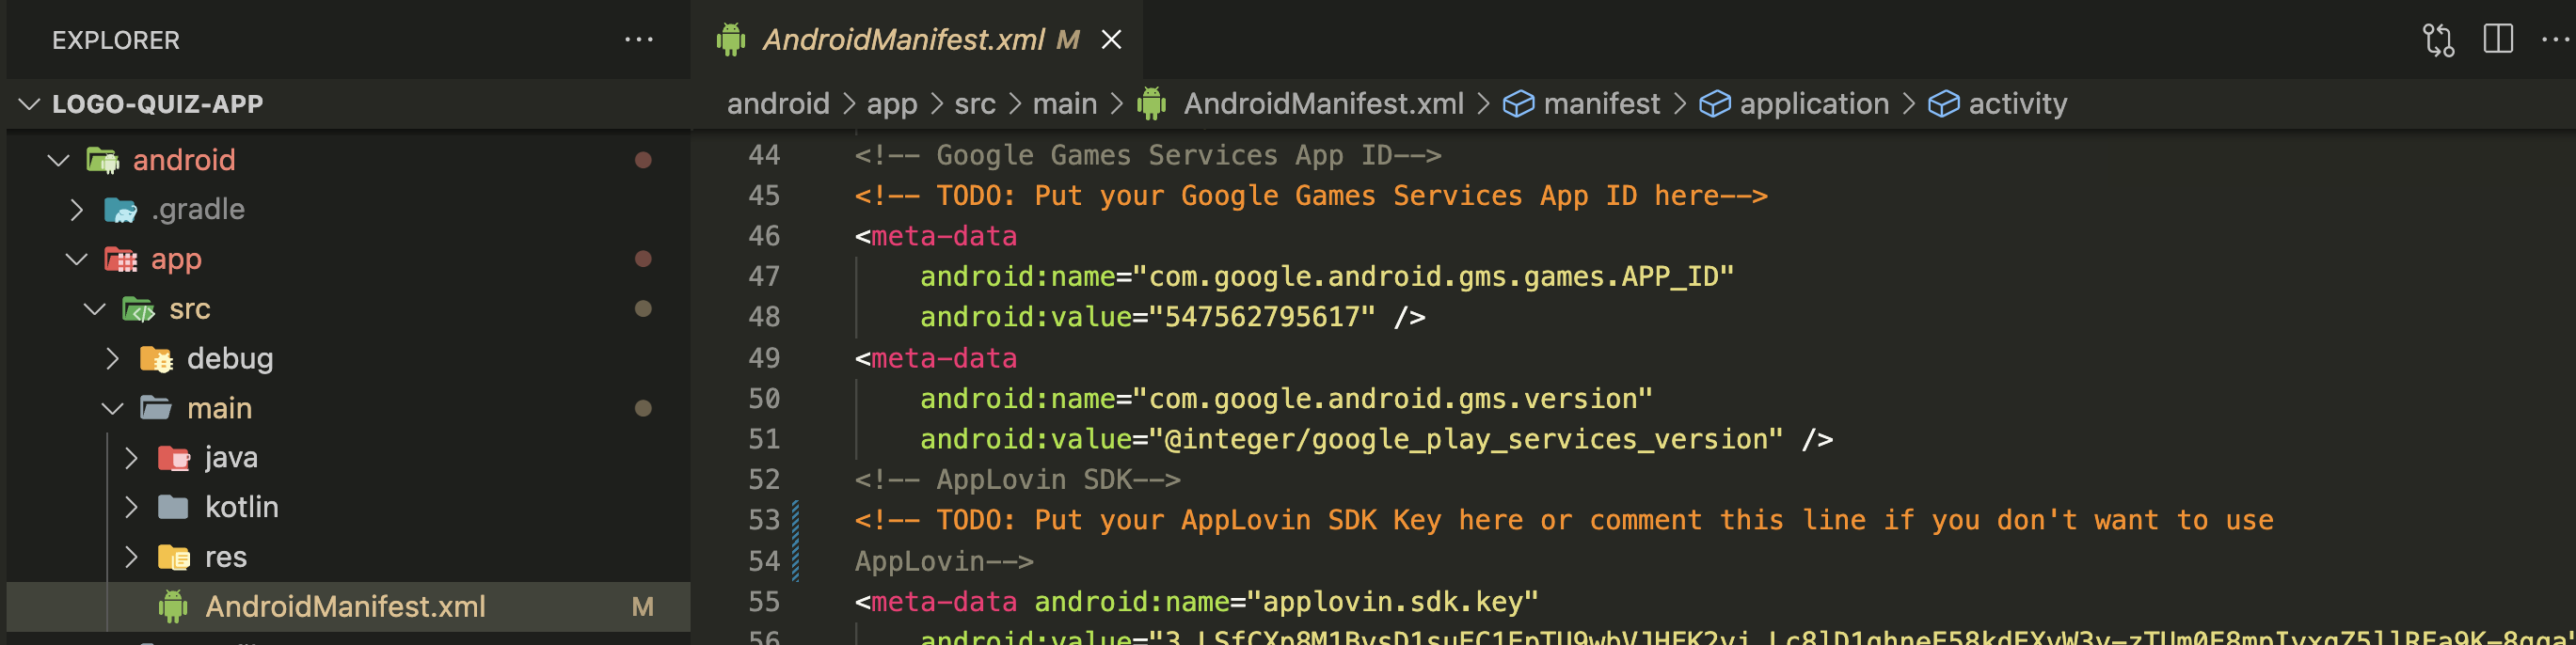 EXPLORER
LOGO-QUIZ-APP
android
.gradle
app
src
debug
main
java
kotlin
res
AndroidManifest.xml M
AndroidManifest.xml M
android > app > src > main > AndroidManifest.xml > manifest > application > activity
44 <!-- Google Games Services App ID-->
45 <!-- TODO: Put your Google Games Services App ID here-->
46 <meta-data
47 android:name="com.google.android.gms.games.APP_ID"
48 android:value="547562795617" />
49 <meta-data
50 android:name="com.google.android.gms.version"
51 android:value="@integer/google_play_services_version" />
52 <!-- AppLovin SDK-->
53 <!-- TODO: Put your AppLovin SDK Key here or comment this line if you don't want to use
54 AppLovin-->
55 <meta-data android:name="applovin.sdk.key"
56 android:value=